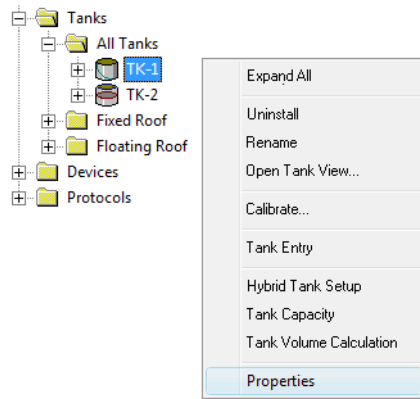 Tanks
All Tanks
TK-1
TK-2
Fixed Roof
Floating Roof
Devices
Protocols
Expand All
Uninstall
Rename
Open Tank View...
Calibrate...
Tank Entry
Hybrid Tank Setup
Tank Capacity
Tank Volume Calculation
Properties